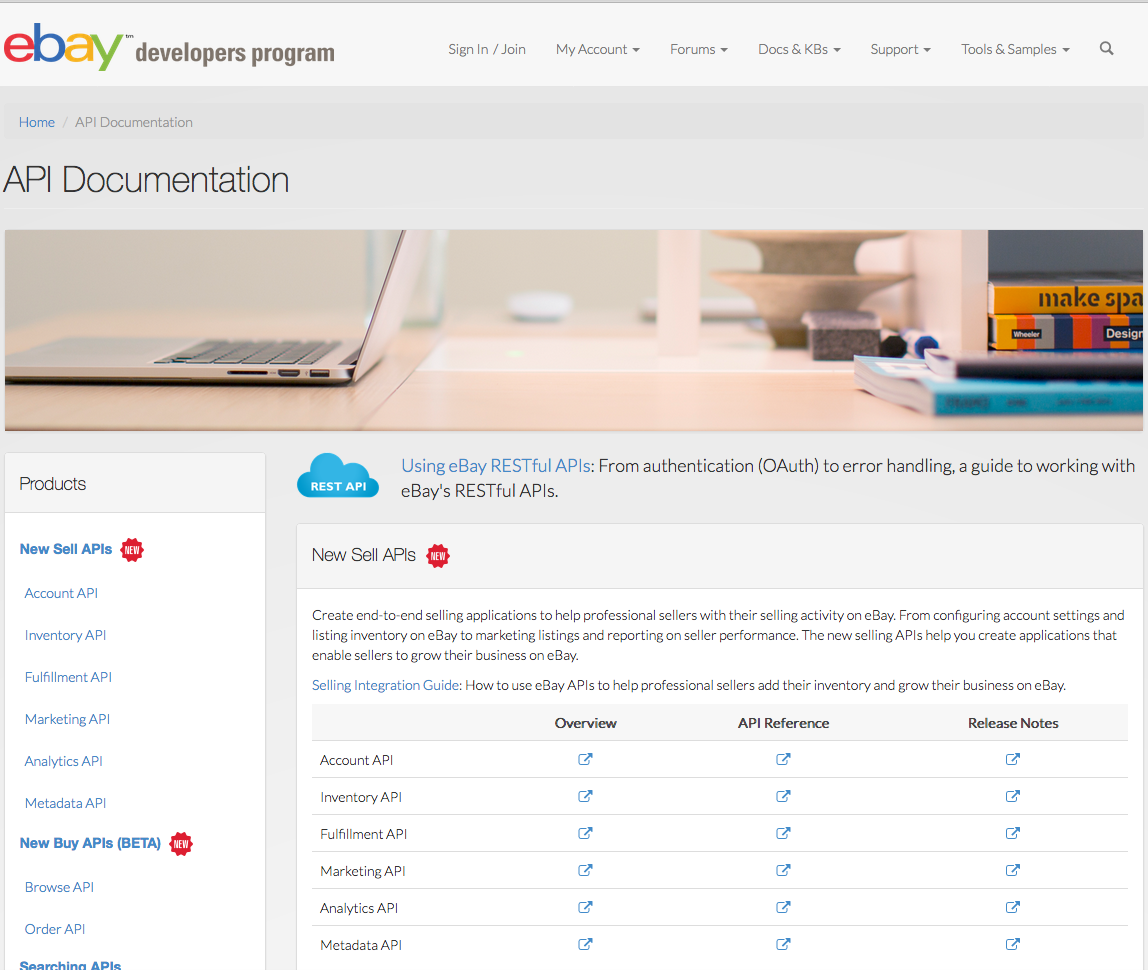 ebay™ developers program
Sign In / Join My Account Forums Docs & KBs Support Tools & Samples
Home / API Documentation
API Documentation
make spa
Wheeler Design
Products
New Sell APIs NEW
Account API
Inventory API
Fulfillment API
Marketing API
Analytics API
Metadata API
New Buy APIs (BETA) NEW
Browse API
Order API
Searching APIs
REST API
Using eBay RESTful APIs: From authentication (OAuth) to error handling, a guide to working with
eBay's RESTful APIs.
New Sell APIs NEW
Create end-to-end selling applications to help professional sellers with their selling activity on eBay. From configuring account settings and
listing inventory on eBay to marketing listings and reporting on seller performance. The new selling APIs help you create applications that
enable sellers to grow their business on eBay.
Selling Integration Guide: How to use eBay APIs to help professional sellers add their inventory and grow their business on eBay.
Overview API Reference Release Notes
Account API
Inventory API
Fulfillment API
Marketing API
Analytics API
Metadata API